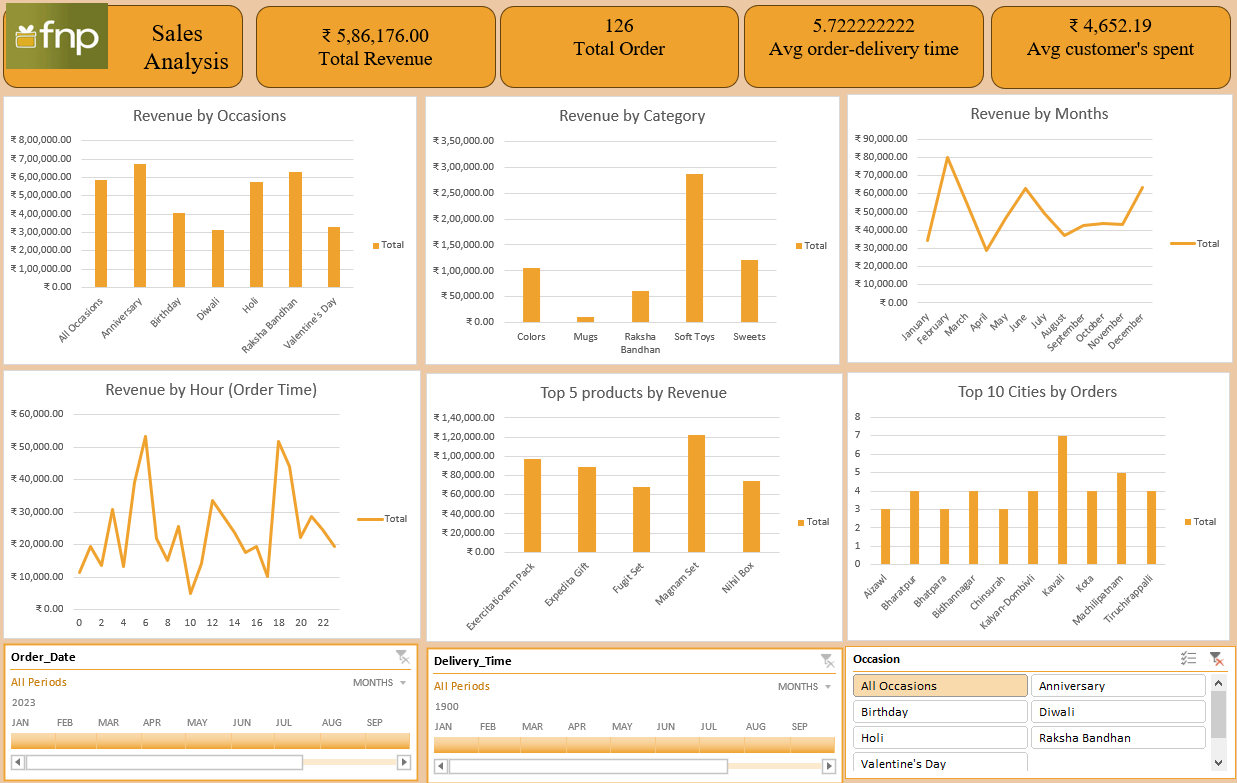 fnp
Sales
Analysis
₹ 5,86,176.00
Total Revenue
126
Total Order
5.722222222
Avg order-delivery time
₹ 4,652.19
Avg customer's spent
Revenue by Occasions
₹ 8,00,000.00
₹ 7,00,000.00
₹ 6,00,000.00
₹ 5,00,000.00
₹ 4,00,000.00
₹ 3,00,000.00
₹ 2,00,000.00
₹ 1,00,000.00
₹ 0.00
All Occasions
Anniversary
Birthday
Diwali
Holi
Raksha Bandhan
Valentine's Day
Total
Revenue by Category
₹ 3,50,000.00
₹ 3,00,000.00
₹ 2,50,000.00
₹ 2,00,000.00
₹ 1,50,000.00
₹ 1,00,000.00
₹ 50,000.00
₹ 0.00
Colors
Mugs
Raksha
Bandhan
Soft Toys
Sweets
Total
Revenue by Months
₹ 90,000.00
₹ 80,000.00
₹ 70,000.00
₹ 60,000.00
₹ 50,000.00
₹ 40,000.00
₹ 30,000.00
₹ 20,000.00
₹ 10,000.00
₹ 0.00
January
February
March
April
May
June
July
August
September
October
November
December
Total
Revenue by Hour (Order Time)
₹ 60,000.00
₹ 50,000.00
₹ 40,000.00
₹ 30,000.00
₹ 20,000.00
₹ 10,000.00
₹ 0.00
0 2 4 6 8 10 12 14 16 18 20 22
Total
Top 5 products by Revenue
₹ 1,40,000.00
₹ 1,20,000.00
₹ 1,00,000.00
₹ 80,000.00
₹ 60,000.00
₹ 40,000.00
₹ 20,000.00
₹ 0.00
Exercitationem Pack
Expedita Gift
Fugit Set
Magnam Set
Nihil Box
Total
Top 10 Cities by Orders
8
7
6
5
4
3
2
1
0
Aizawl
Bharatpur
Bhatpara
Bidhannagar
Chinsurah
Kalyan-Dombivli
Kavali
Kota
Machilipatnam
Tiruchirappalli
Total
Order_Date
All Periods
MONTHS
2023
JAN FEB MAR APR MAY JUN JUL AUG SEP
Delivery_Time
All Periods
MONTHS
1900
JAN FEB MAR APR MAY JUN JUL AUG SEP
Occasion
All Occasions
Anniversary
Birthday
Diwali
Holi
Raksha Bandhan
Valentine's Day